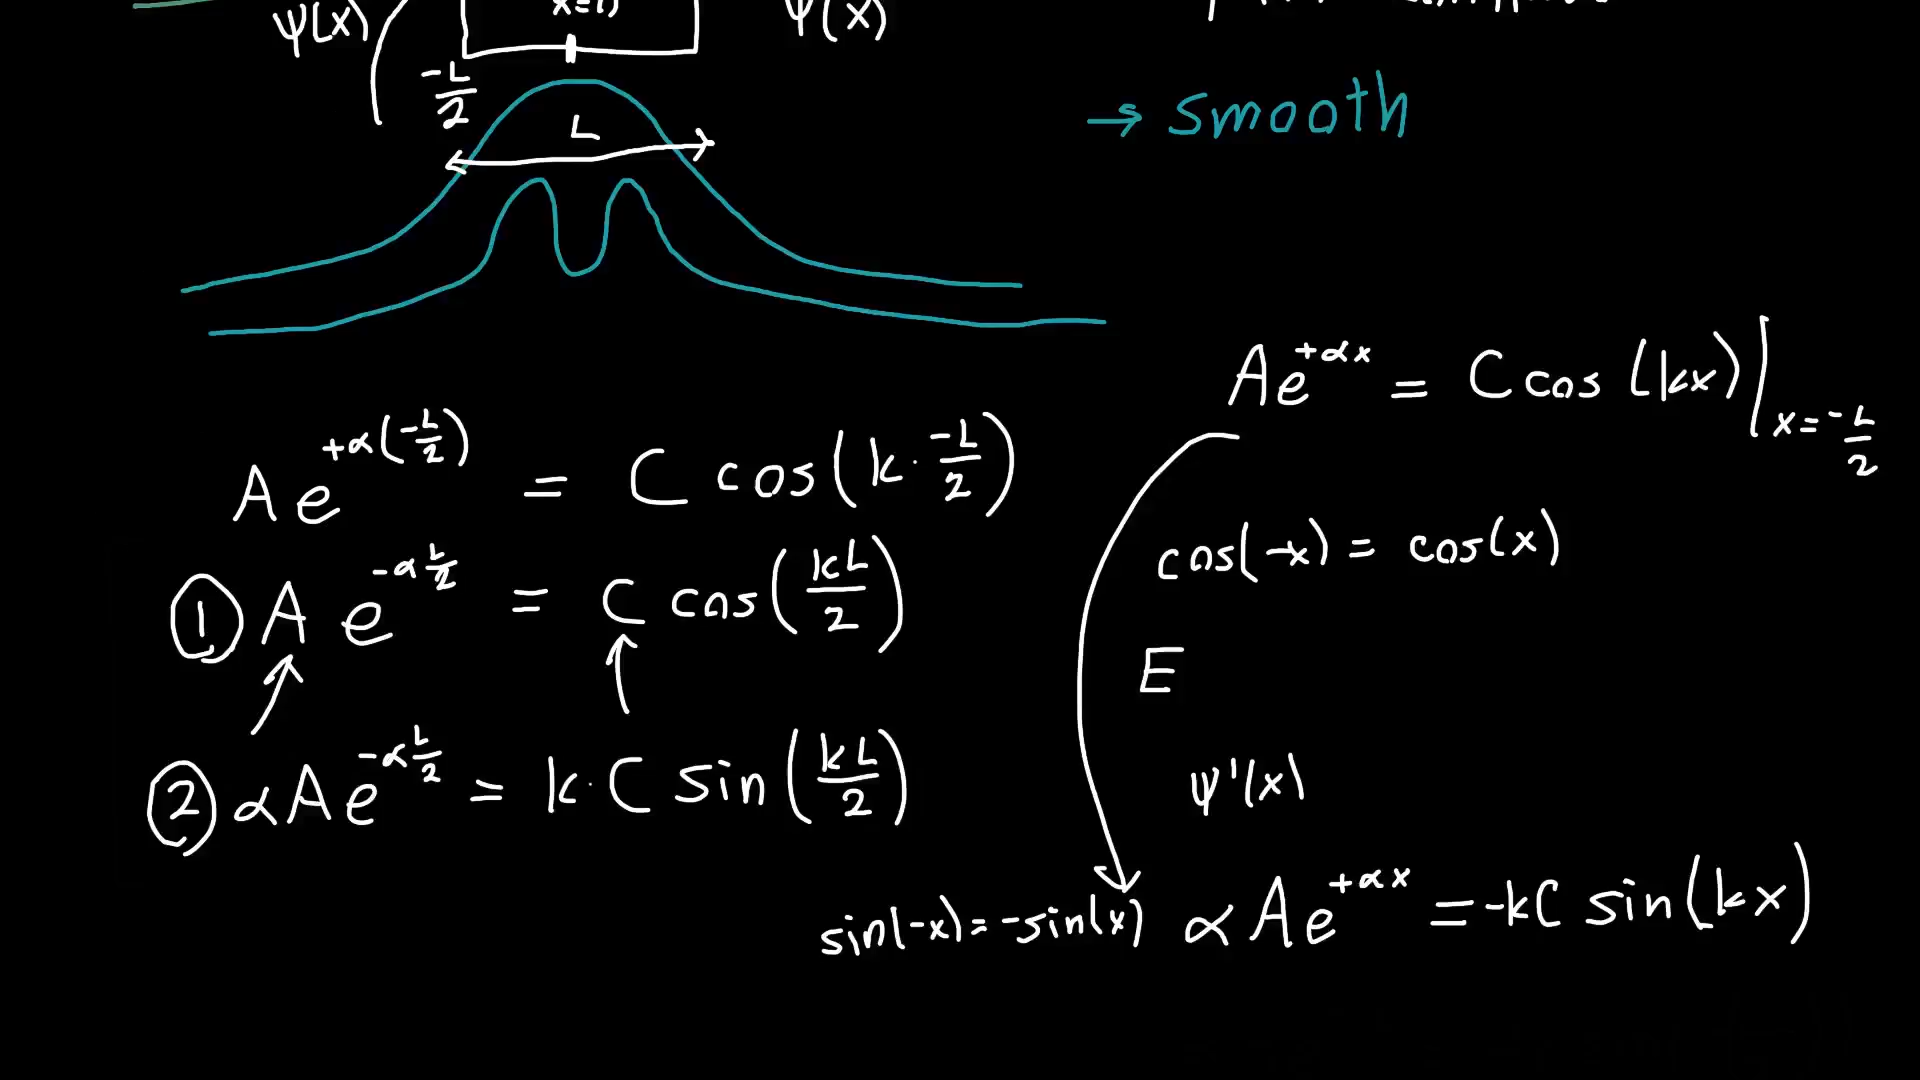 ψ(x)
ψ(x)
-L/2
→ smooth
L
Ae^{+αx} = C cos(kx)|_{x=-L/2}
Ae^{+α(-L/2)} = C cos(k·-L/2)
cos(-x) = cos(x)
① A e^{-αL/2} = C cos(kL/2)
E
② αAe^{-αL/2} = k·C sin(kL/2)
ψ'(x)
sin(-x) = -sin(x)
αAe^{+αx} = -kC sin(kx)